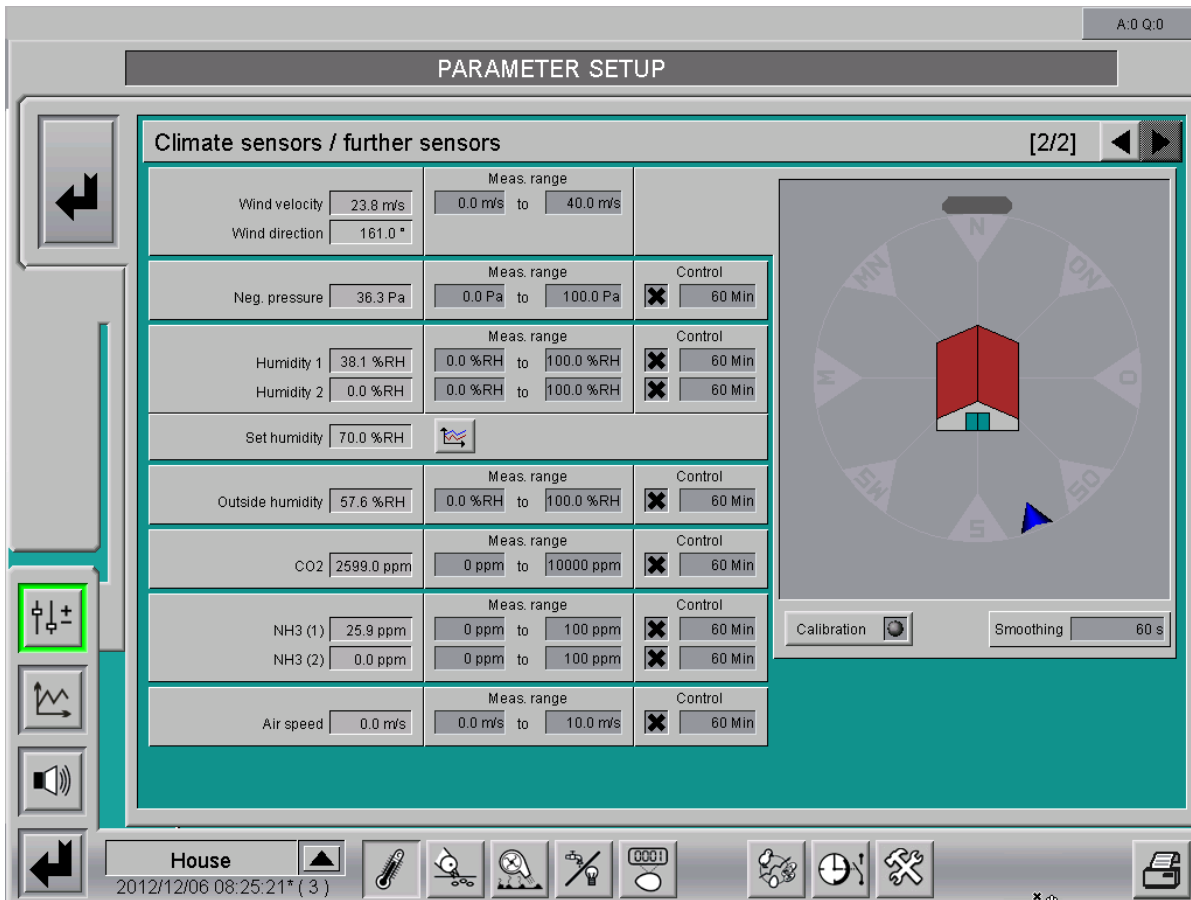 A:0 Q:0
PARAMETER SETUP
Climate sensors / further sensors [2/2]
Meas. range
Wind velocity 23.8 m/s 0.0 m/s to 40.0 m/s
Wind direction 161.0 °
Meas. range Control
Neg. pressure 36.3 Pa 0.0 Pa to 100.0 Pa 60 Min
Meas. range Control
Humidity 1 38.1 %RH 0.0 %RH to 100.0 %RH 60 Min
Humidity 2 0.0 %RH 0.0 %RH to 100.0 %RH 60 Min
Set humidity 70.0 %RH
Meas. range Control
Outside humidity 57.6 %RH 0.0 %RH to 100.0 %RH 60 Min
Meas. range Control
CO2 2599.0 ppm 0 ppm to 10000 ppm 60 Min
Meas. range Control
NH3 (1) 25.9 ppm 0 ppm to 100 ppm 60 Min
NH3 (2) 0.0 ppm 0 ppm to 100 ppm 60 Min
Meas. range Control
Air speed 0.0 m/s 0.0 m/s to 10.0 m/s 60 Min
N
NW
NO
W
O
SW
SO
S
Calibration
Smoothing 60 s
House
2012/12/06 08:25:21* ( 3 )
0001